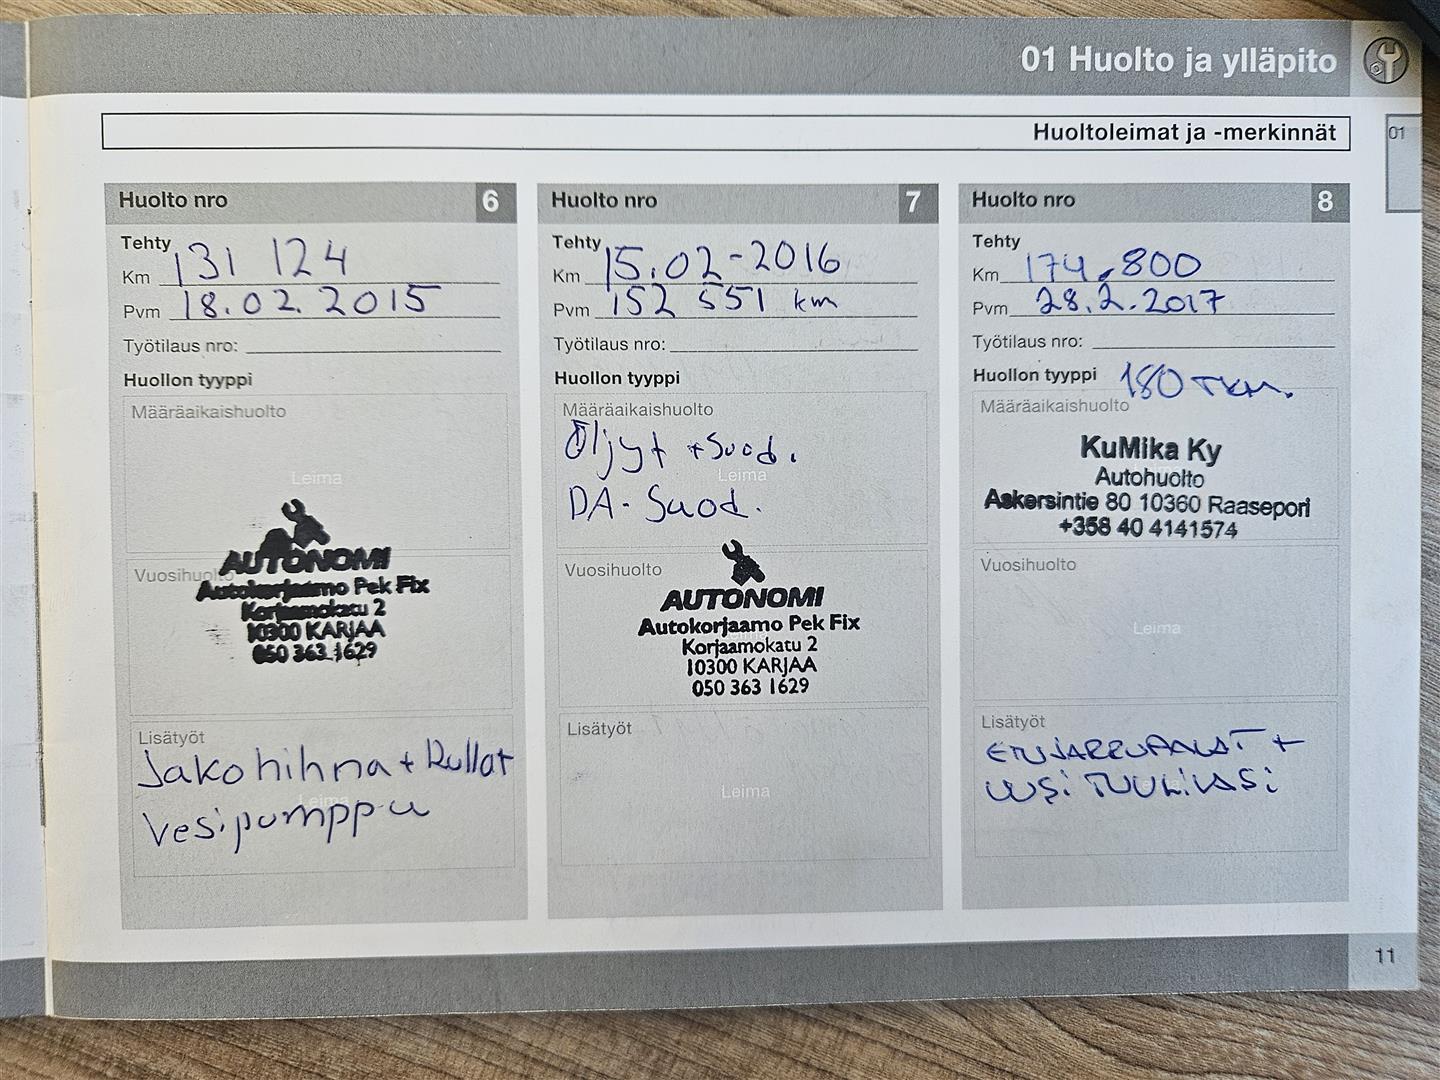 01 Huolto ja ylläpito
Huoltoleimat ja -merkinnät
01
Huolto nro 6
Tehty
Km 131 124
Pvm 18.02.2015
Työtilaus nro:
Huollon tyyppi
Määräaikaishuolto
Leima
AUTONOMI
Vuosihuolto
Autokorjaamo Pek Fix
Korjaamokatu 2
10300 KARJAA
050 363 1629
Lisätyöt
Jakohihna + Rullat
Vesipumppu
Huolto nro 7
Tehty
Km 15.02-2016
Pvm 152 551 km
Työtilaus nro:
Huollon tyyppi
Määräaikaishuolto
Öljyt + Suod.
Leima
DA-Suod.
Vuosihuolto
AUTONOMI
Autokorjaamo Pek Fix
Leima
Korjaamokatu 2
10300 KARJAA
050 363 1629
Lisätyöt
Leima
Huolto nro 8
Tehty
Km 174.800
Pvm 28.2.2017
Työtilaus nro:
Huollon tyyppi 180 TKM.
Määräaikaishuolto
KuMika Ky
Autohuolto
Askersintie 80 10360 Raasepori
+358 40 4141574
Vuosihuolto
Leima
Lisätyöt
ETUJARRUPALAT +
UUSI TUULILASI
11